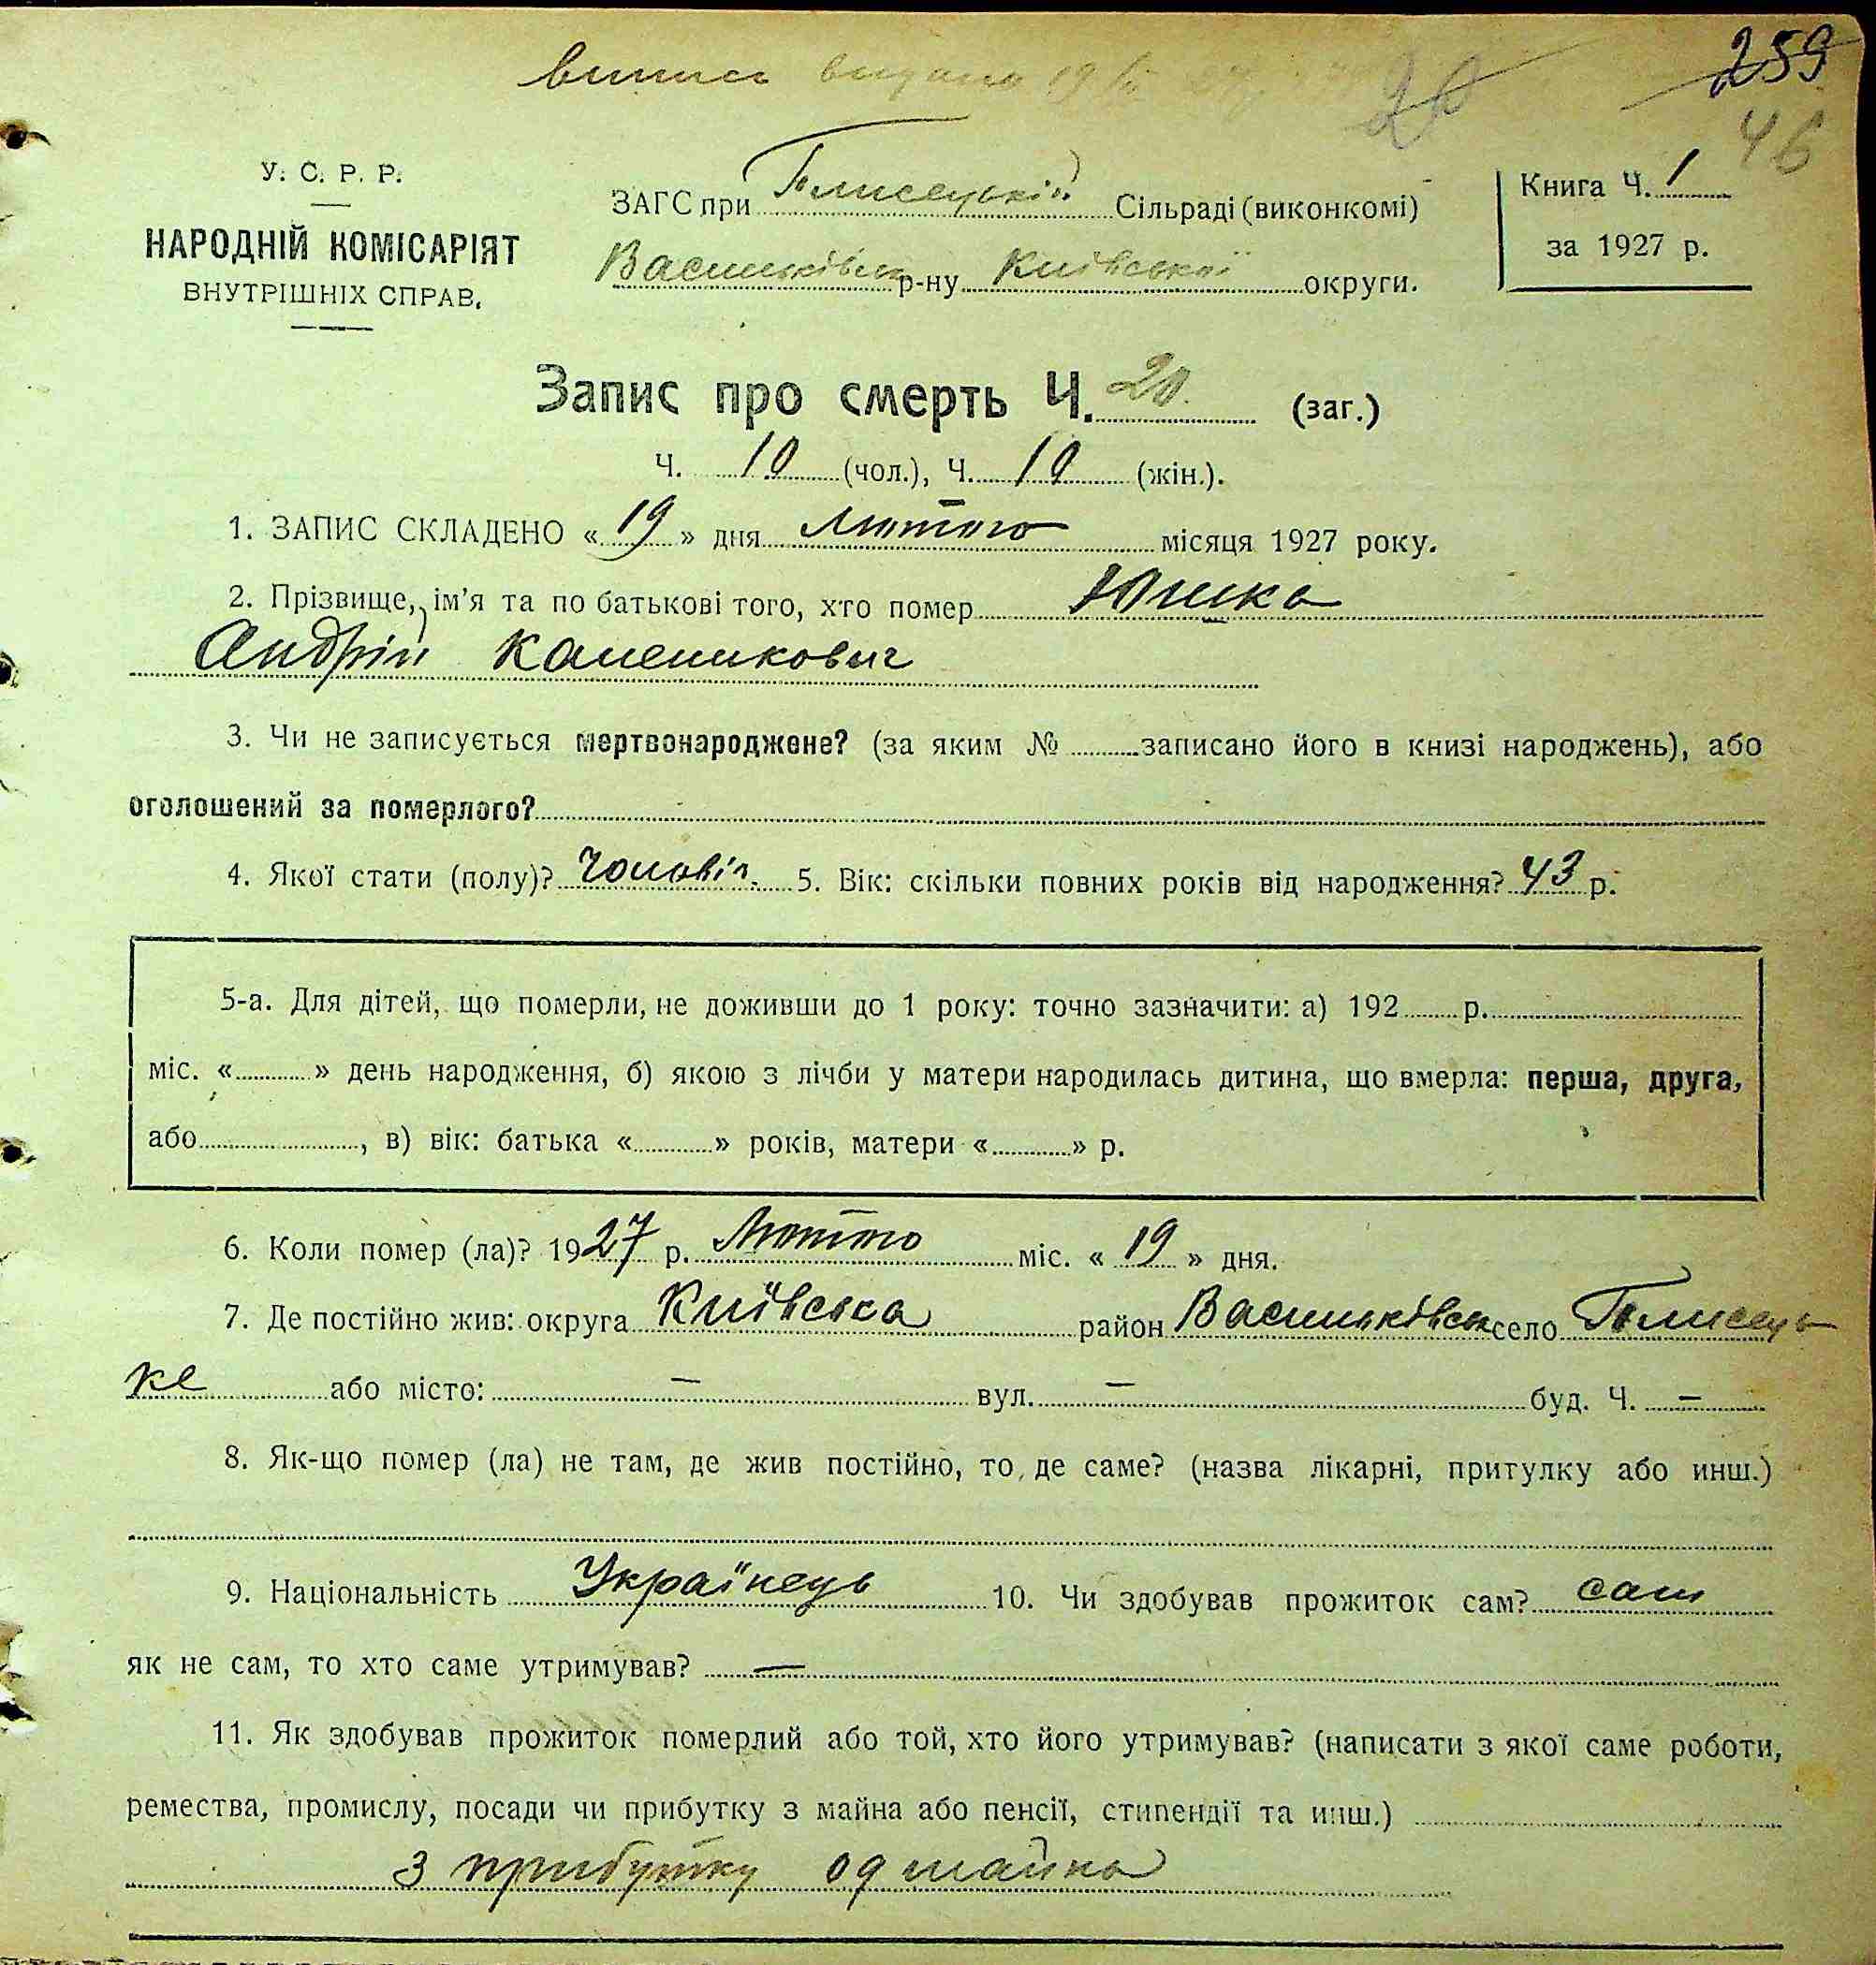 випис видано 19
259
20
46
У. С. Р. Р.
НАРОДНІЙ КОМІСАРІЯТ
ВНУТРІШНІХ СПРАВ.
ЗАГС при Плисецькій Сільраді (виконкомі)
Васильківськ р-ну Київської округи.
Книга Ч. 1
за 1927 р.
Запис про смерть Ч. 20 (заг.)
Ч. 10 (чол.), Ч. 10 (жін.).
1. ЗАПИС СКЛАДЕНО « 19 » дня Лютого місяця 1927 року.
2. Прізвище, ім'я та по батькові того, хто помер Юшка
Андрій Каленикович
3. Чи не записується мертвонароджене? (за яким № записано його в книзі народжень), або
оголошений за померлого?
4. Якої стати (полу)? Чоловіч. 5. Вік: скільки повних років від народження? 43 р.
5-а. Для дітей, що померли, не доживши до 1 року: точно зазначити: а) 192 р.
міс. « » день народження, б) якою з лічби у матери народилась дитина, що вмерла: перша, друга,
або , в) вік: батька « » років, матери « » р.
6. Коли помер (ла)? 1927 р. Лютого міс. « 19 » дня.
7. Де постійно жив: округа Київська район Васильківськ село Плисець
ке або місто: — вул. — буд. Ч. —
8. Як-що помер (ла) не там, де жив постійно, то, де саме? (назва лікарні, притулку або инш.)
9. Національність Українець 10. Чи здобував прожиток сам? сам
як не сам, то хто саме утримував? —
11. Як здобував прожиток померлий або той, хто його утримував? (написати з якої саме роботи,
ремества, промислу, посади чи прибутку з майна або пенсії, стипендії та инш.)
З прибутку од майна